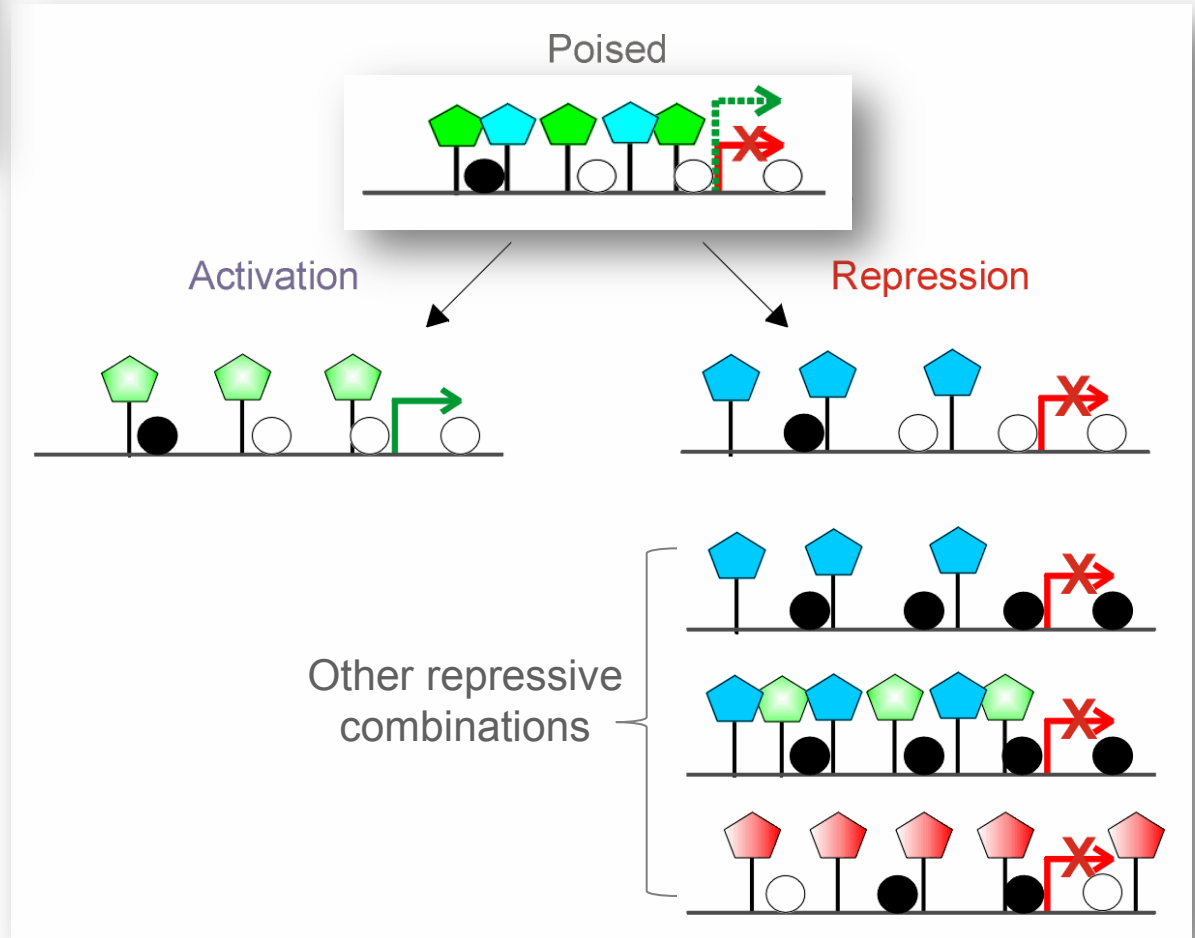 Poised
Activation
Repression
Other repressive
combinations